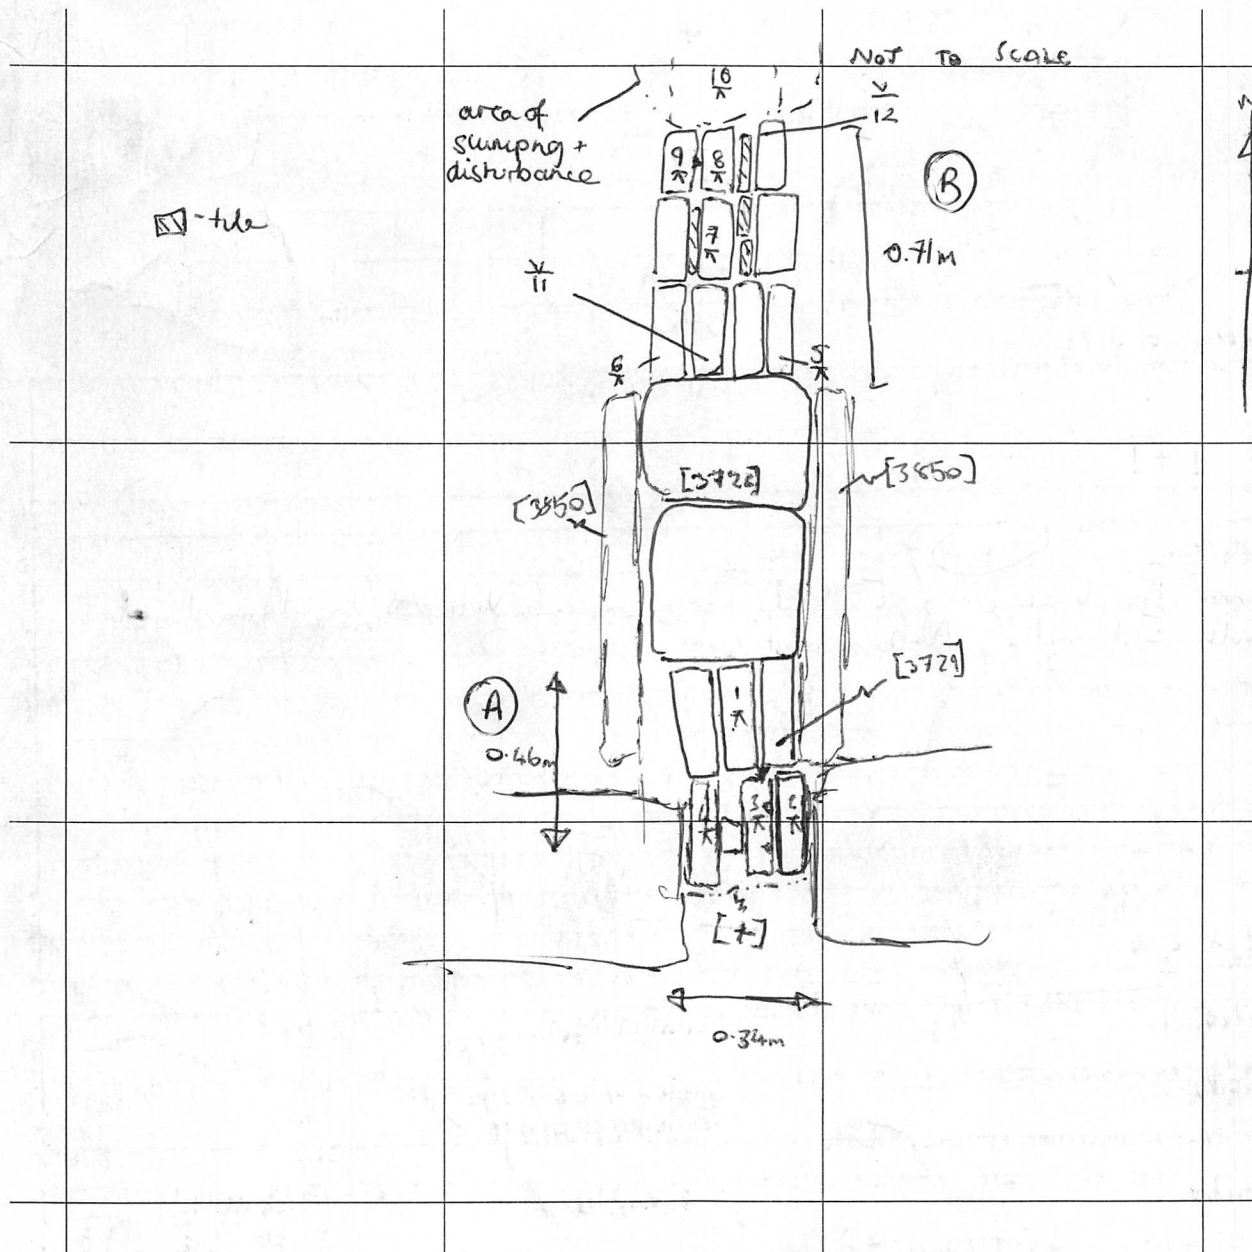 NOT TO SCALE
10
area of
slumping +
disturbance
V
12
9
8
B
- tile
7
0.71m
V
11
6
5
[3728]
[3850]
[3850]
[3729]
A
1
0.46m
4
3
2
[+]
0.34m